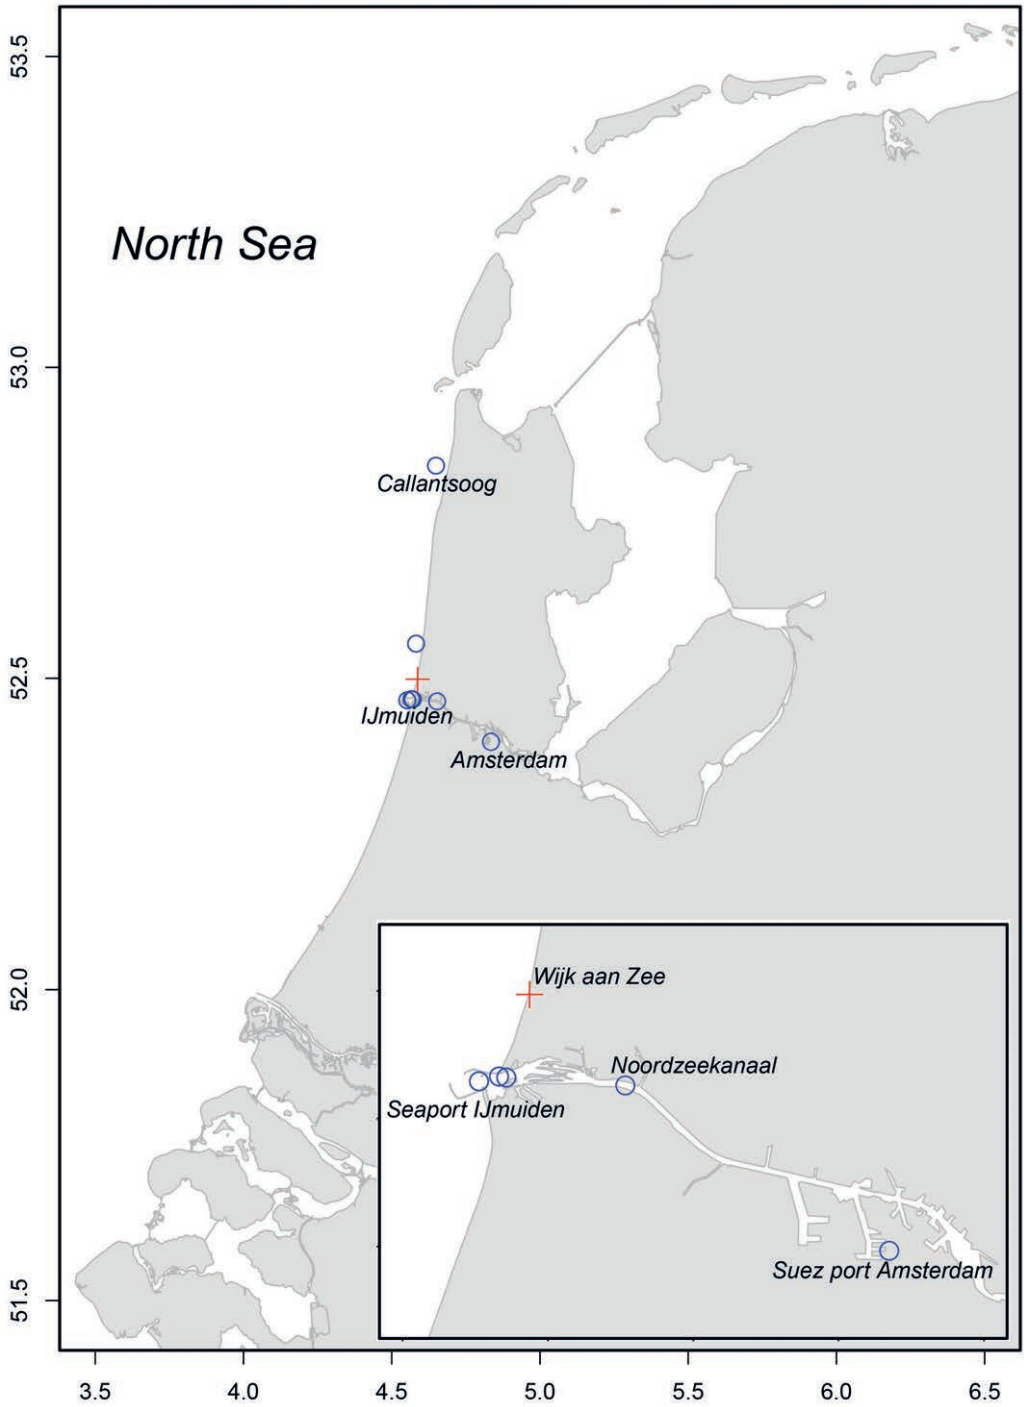 53.5
North Sea
53.0
Callantsoog
52.5
IJmuiden
Amsterdam
52.0
Wijk aan Zee
Noordzeekanaal
Seaport IJmuiden
Suez port Amsterdam
51.5
3.5 4.0 4.5 5.0 5.5 6.0 6.5